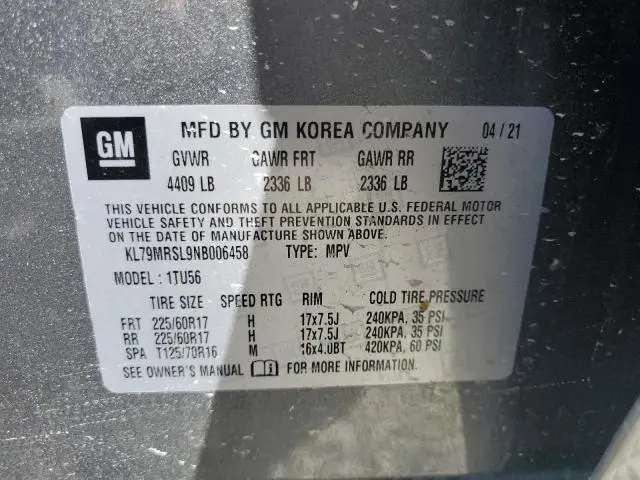 GM MFD BY GM KOREA COMPANY 04/21
GVWR GAWR FRT GAWR RR
4409 LB 2336 LB 2336 LB
THIS VEHICLE CONFORMS TO ALL APPLICABLE U.S. FEDERAL MOTOR
VEHICLE SAFETY AND THEFT PREVENTION STANDARDS IN EFFECT
ON THE DATE OF MANUFACTURE SHOWN ABOVE.
KL79MRSL9NB006458 TYPE: MPV
MODEL: 1TU56
TIRE SIZE SPEED RTG RIM COLD TIRE PRESSURE
FRT 225/60R17 H 17x7.5J 240KPA, 35 PSI
RR 225/60R17 H 17x7.5J 240KPA, 35 PSI
SPA T125/70R16 M 16x4.0BT 420KPA, 60 PSI
SEE OWNER'S MANUAL FOR MORE INFORMATION.